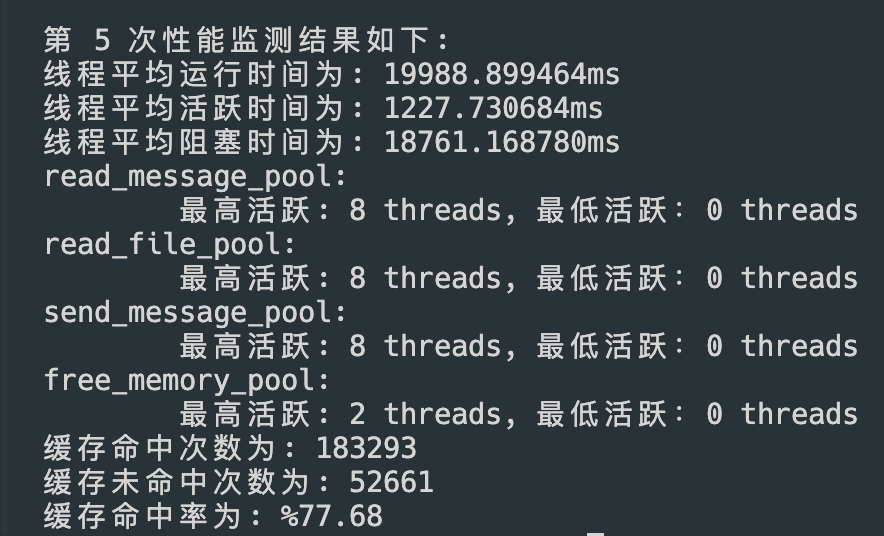 第 5 次性能监测结果如下:
线程平均运行时间为: 19988.899464ms
线程平均活跃时间为: 1227.730684ms
线程平均阻塞时间为: 18761.168780ms
read_message_pool:
最高活跃: 8 threads, 最低活跃: 0 threads
read_file_pool:
最高活跃: 8 threads, 最低活跃: 0 threads
send_message_pool:
最高活跃: 8 threads, 最低活跃: 0 threads
free_memory_pool:
最高活跃: 2 threads, 最低活跃: 0 threads
缓存命中次数为: 183293
缓存未命中次数为: 52661
缓存命中率为: %77.68